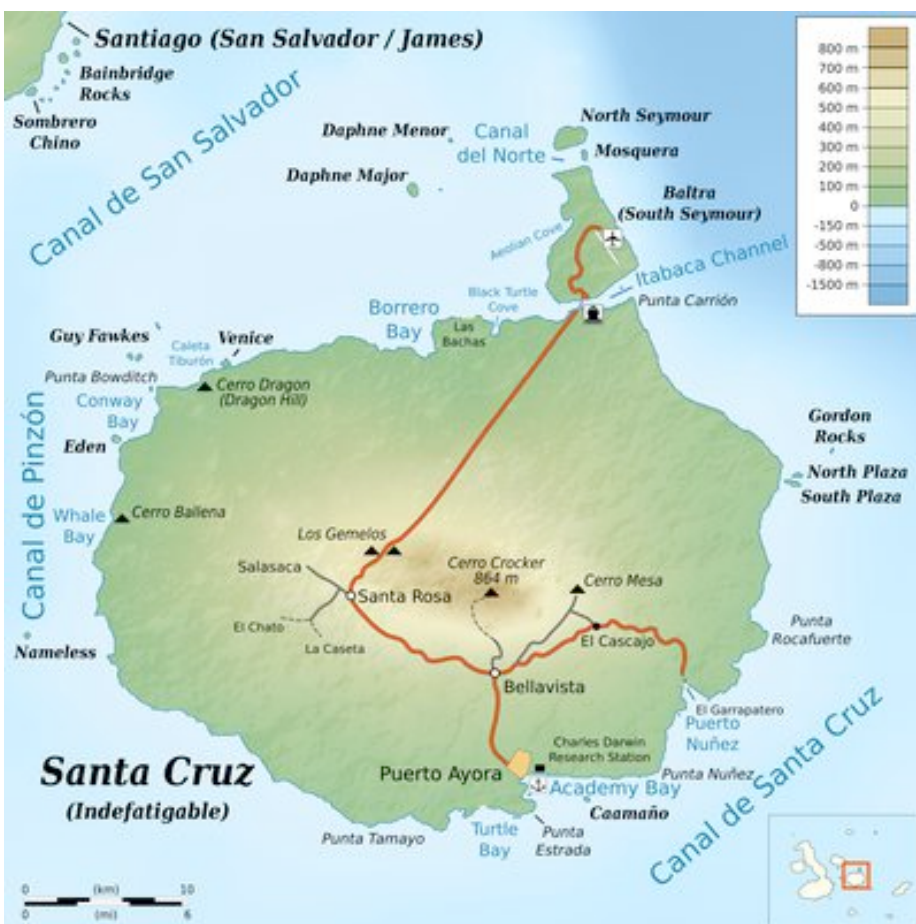 Santiago (San Salvador / James)
Bainbridge
Rocks
Sombrero
Chino
Canal de San Salvador
Daphne Menor
Daphne Major
Canal
del Norte
North Seymour
Mosquera
Baltra
(South Seymour)
Aeolian Cove
Itabaca Channel
Punta Carrión
Black Turtle
Cove
Borrero
Bay
Las
Bachas
800 m
700 m
600 m
500 m
400 m
300 m
200 m
100 m
0
-150 m
-500 m
-800 m
-1500 m
Guy Fawkes
Caleta
Tiburón
Venice
Punta Bowditch
Conway
Bay
Cerro Dragon
(Dragon Hill)
Eden
Canal de Pinzón
Whale
Bay
Cerro Ballena
Gordon
Rocks
North Plaza
South Plaza
Los Gemelos
Cerro Crocker
864 m
Cerro Mesa
Salasaca
Santa Rosa
El Chato
La Caseta
El Cascajo
Punta
Rocafuerte
Nameless
Bellavista
El Garrapatero
Puerto
Nuñez
Charles Darwin
Research Station
Punta Nuñez
Puerto Ayora
Academy Bay
Caamaño
Santa Cruz
(Indefatigable)
Punta Tamayo
Turtle
Bay
Punta
Estrada
Canal de Santa Cruz
0 (km) 10
0 (mi) 6